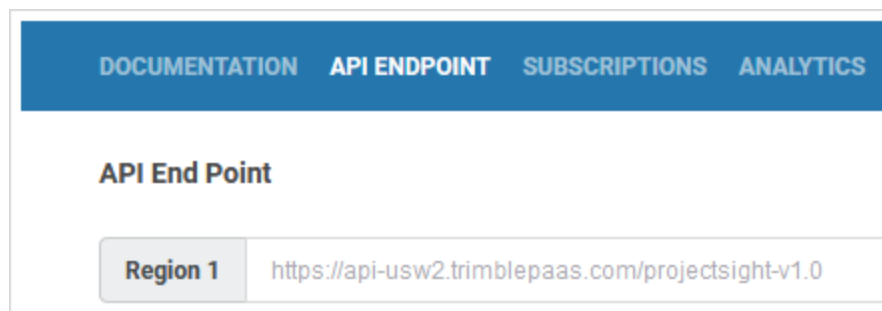 DOCUMENTATION API ENDPOINT SUBSCRIPTIONS ANALYTICS
API End Point
Region 1 https://api-usw2.trimblepaas.com/projectsight-v1.0